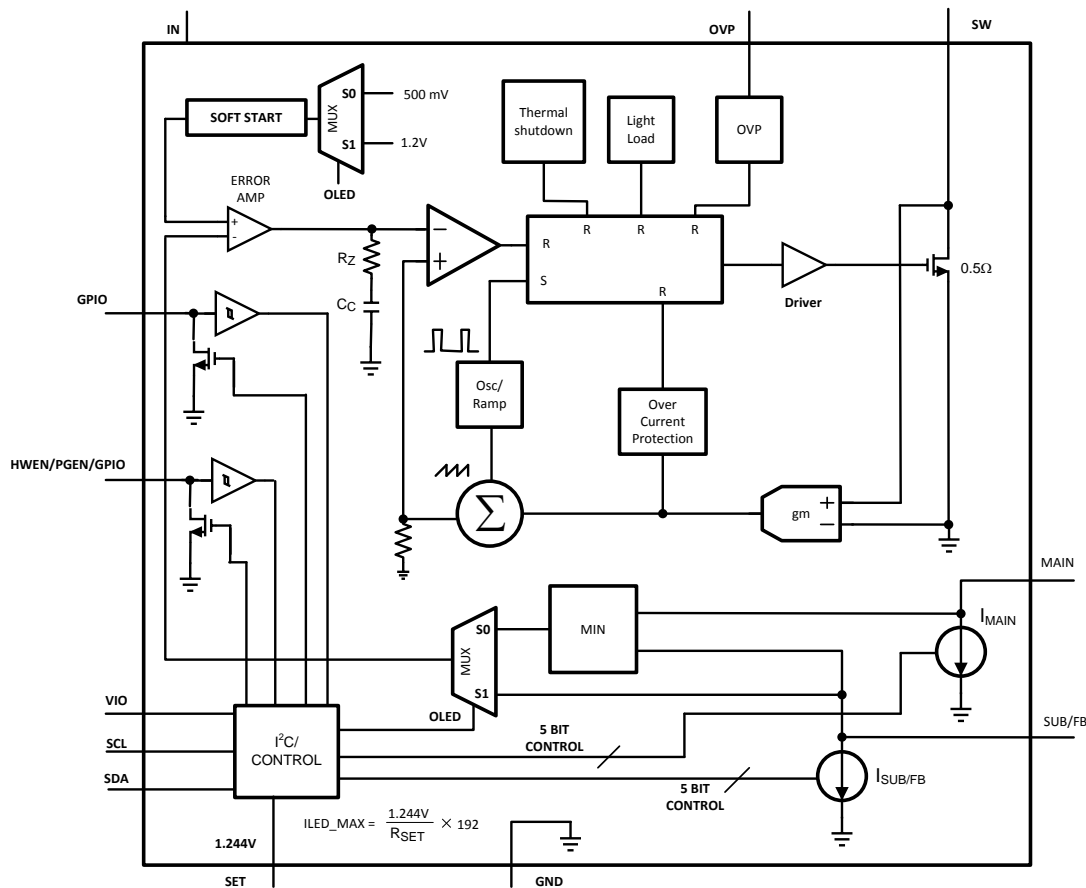 IN
OVP
SW
SOFT START
MUX
S0
500 mV
S1
1.2V
OLED
Thermal
shutdown
Light
Load
OVP
ERROR
AMP
+
-
RZ
CC
−
+
R
S
R
R
R
R
Driver
0.5Ω
GPIO
Osc/
Ramp
Over
Current
Protection
HWEN/PGEN/GPIO
Σ
gm
+
−
MAIN
IMAIN
MIN
MUX
S0
S1
OLED
VIO
SCL
SDA
I2C/
CONTROL
5 BIT
CONTROL
5 BIT
CONTROL
SUB/FB
ISUB/FB
ILED_MAX = 1.244V / RSET × 192
1.244V
SET
GND